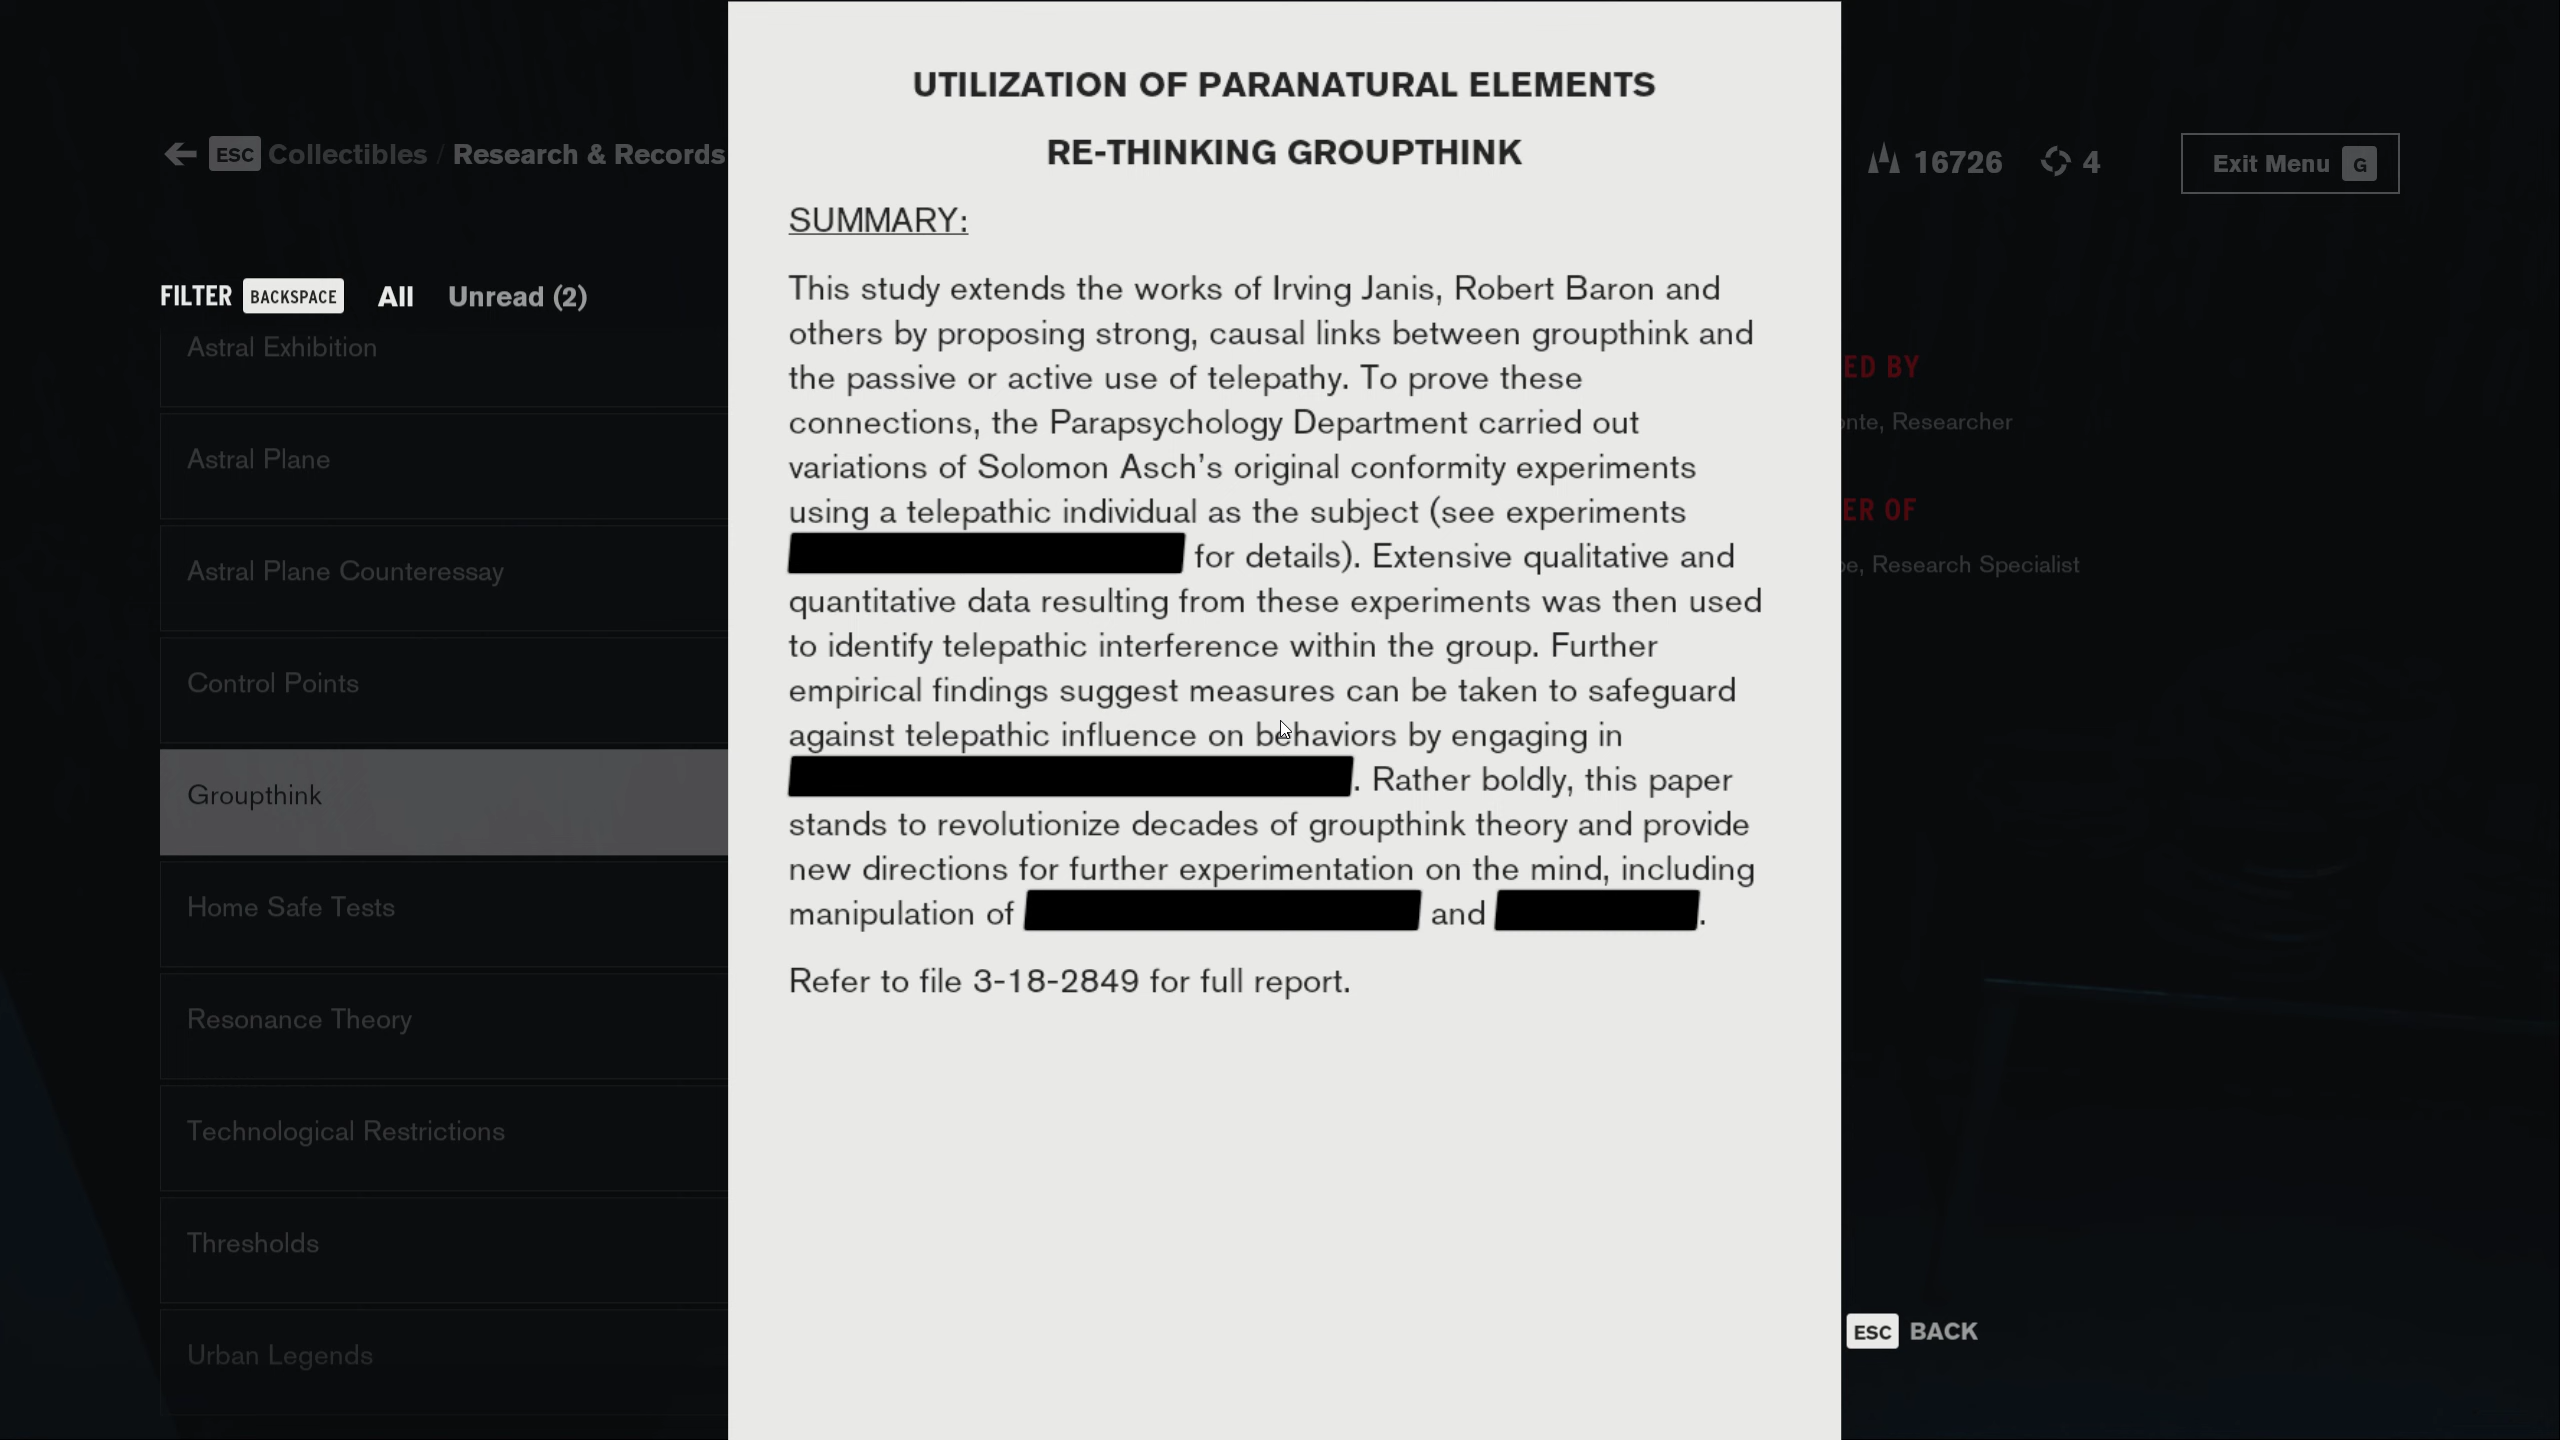 UTILIZATION OF PARANATURAL ELEMENTS
RE-THINKING GROUPTHINK
← ESC Collectibles / Research & Records
16726
4
Exit Menu G
SUMMARY:
FILTER BACKSPACE All Unread (2)
Astral Exhibition
Astral Plane
Astral Plane Counteressay
Control Points
Groupthink
Home Safe Tests
Resonance Theory
Technological Restrictions
Thresholds
Urban Legends
This study extends the works of Irving Janis, Robert Baron and
others by proposing strong, causal links between groupthink and
the passive or active use of telepathy. To prove these
connections, the Parapsychology Department carried out
variations of Solomon Asch's original conformity experiments
using a telepathic individual as the subject (see experiments
for details). Extensive qualitative and
quantitative data resulting from these experiments was then used
to identify telepathic interference within the group. Further
empirical findings suggest measures can be taken to safeguard
against telepathic influence on behaviors by engaging in
. Rather boldly, this paper
stands to revolutionize decades of groupthink theory and provide
new directions for further experimentation on the mind, including
manipulation of and .
Refer to file 3-18-2849 for full report.
BY
Researcher
OF
Research Specialist
ESC BACK